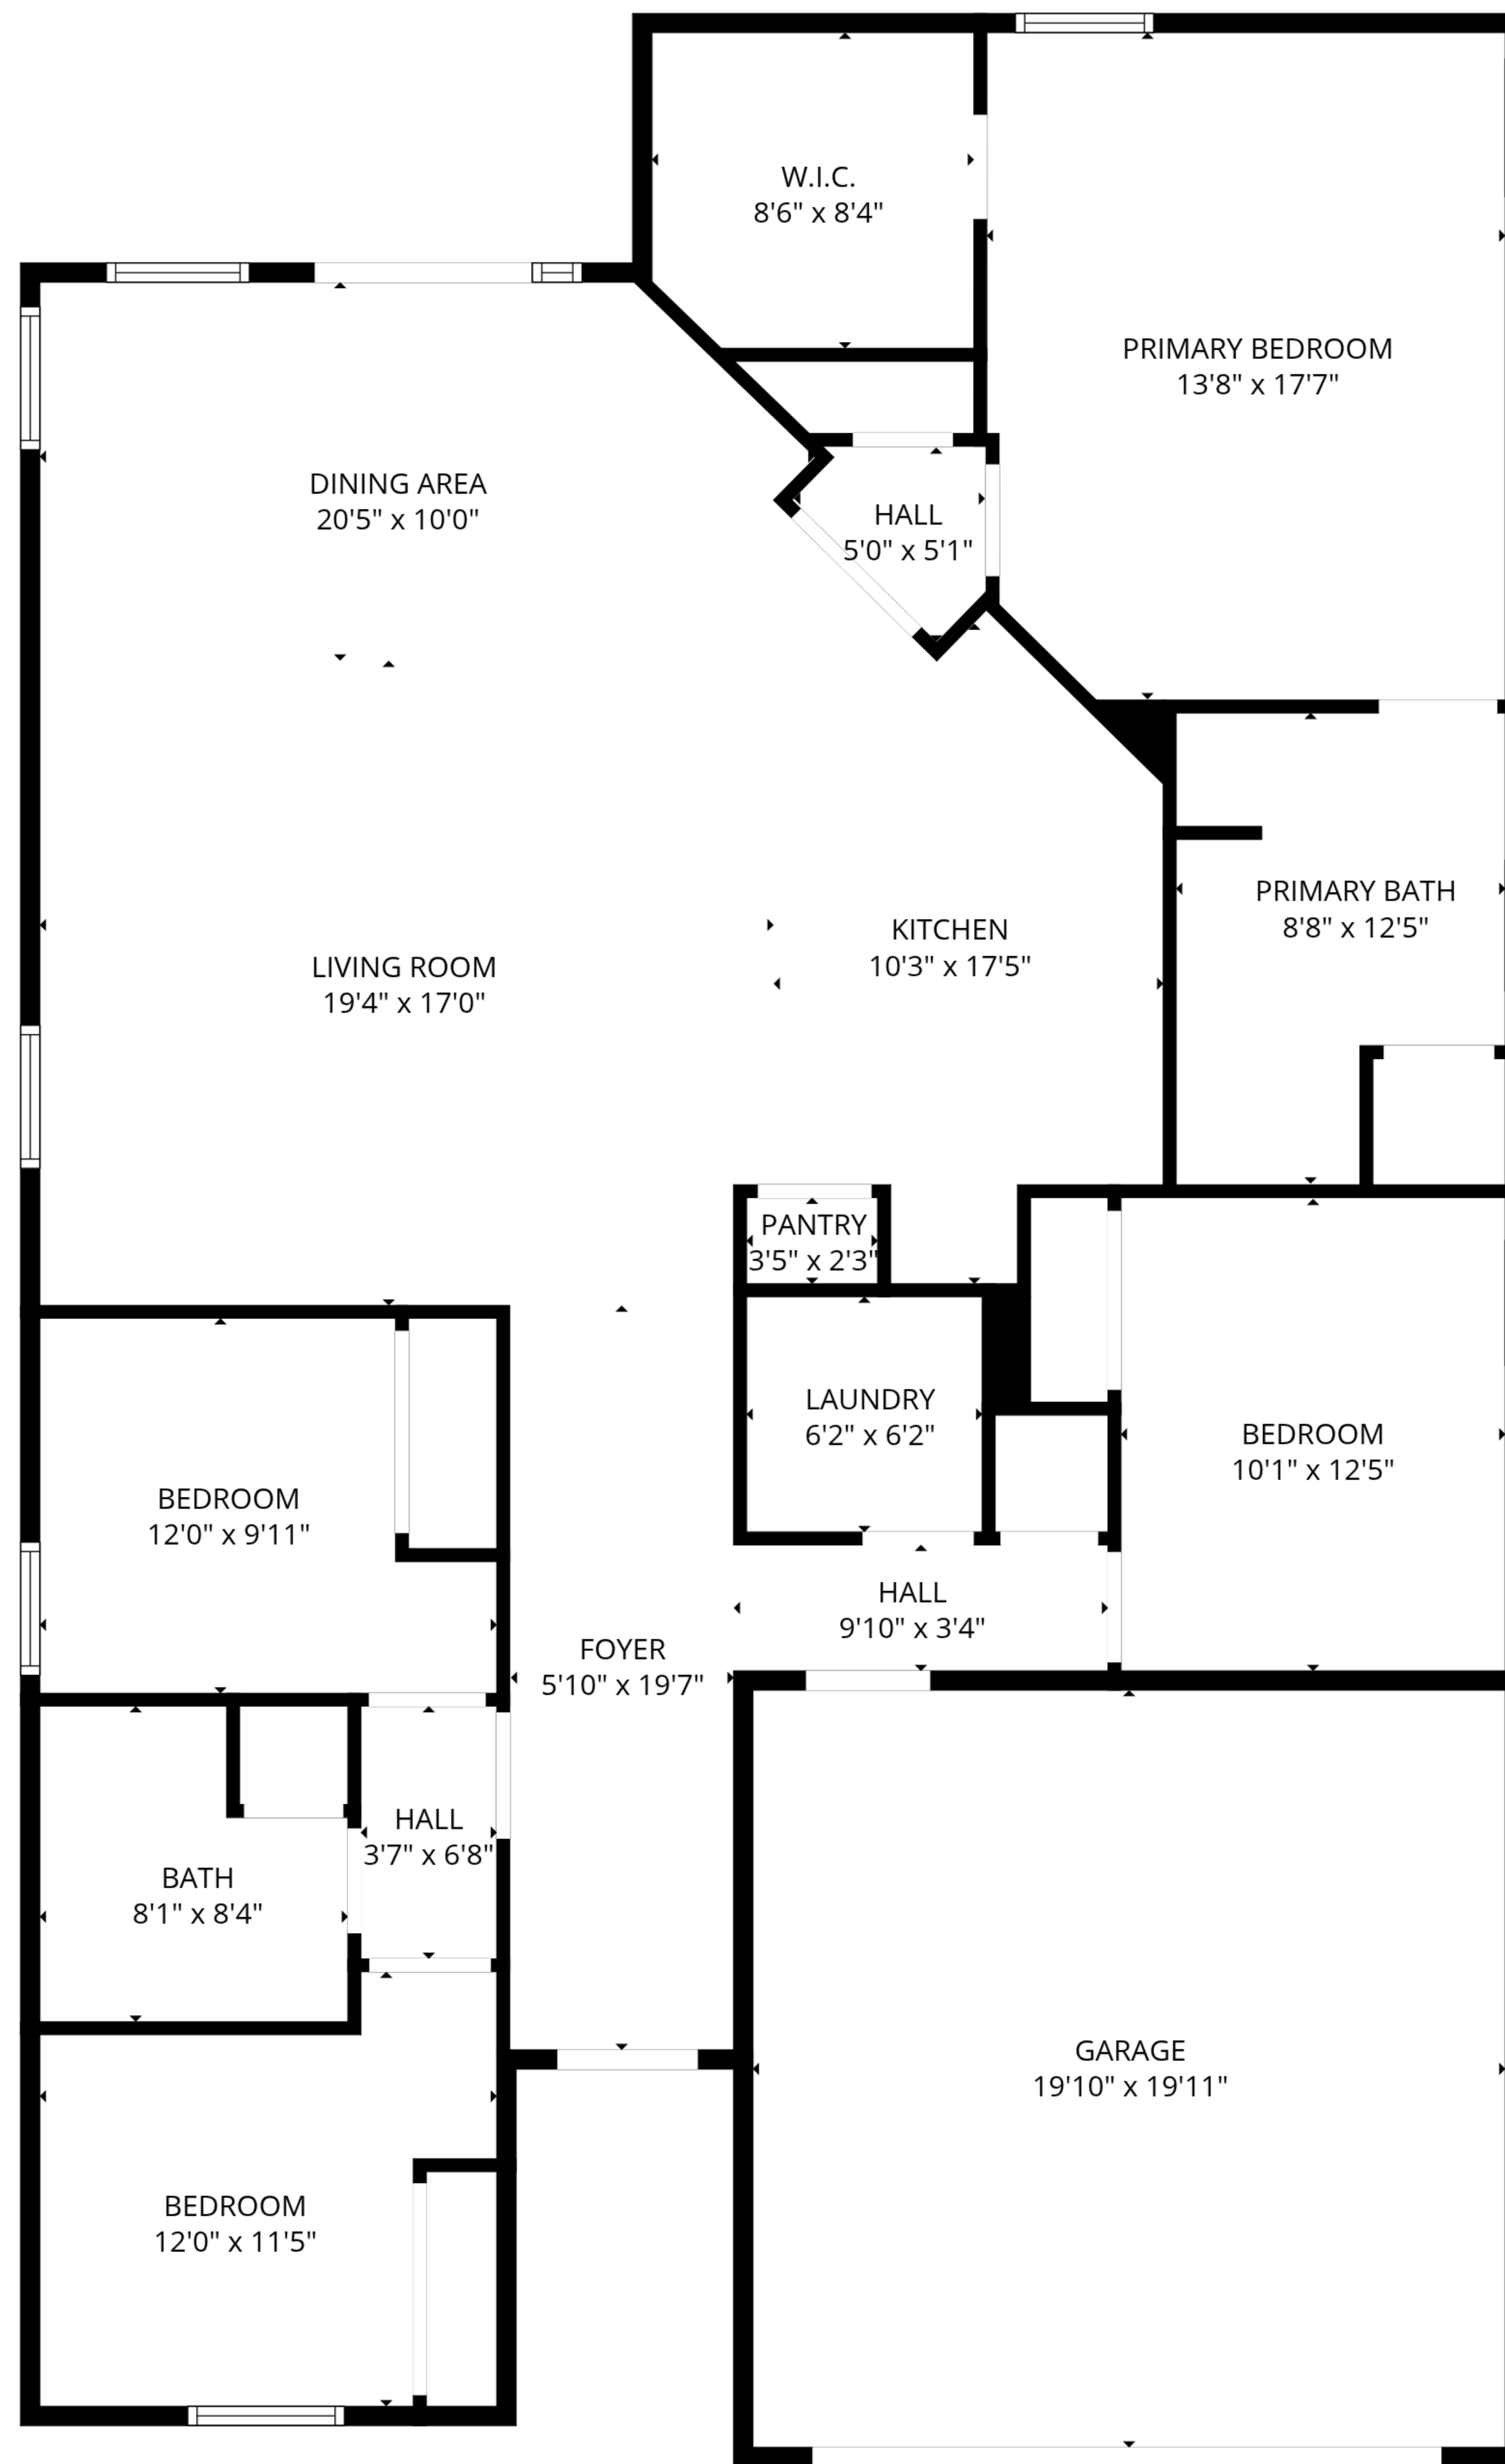 W.I.C.
8'6" x 8'4"
PRIMARY BEDROOM
13'8" x 17'7"
DINING AREA
20'5" x 10'0"
HALL
5'0" x 5'1"
PRIMARY BATH
8'8" x 12'5"
KITCHEN
10'3" x 17'5"
LIVING ROOM
19'4" x 17'0"
PANTRY
3'5" x 2'3"
LAUNDRY
6'2" x 6'2"
BEDROOM
10'1" x 12'5"
BEDROOM
12'0" x 9'11"
HALL
9'10" x 3'4"
FOYER
5'10" x 19'7"
HALL
3'7" x 6'8"
BATH
8'1" x 8'4"
GARAGE
19'10" x 19'11"
BEDROOM
12'0" x 11'5"